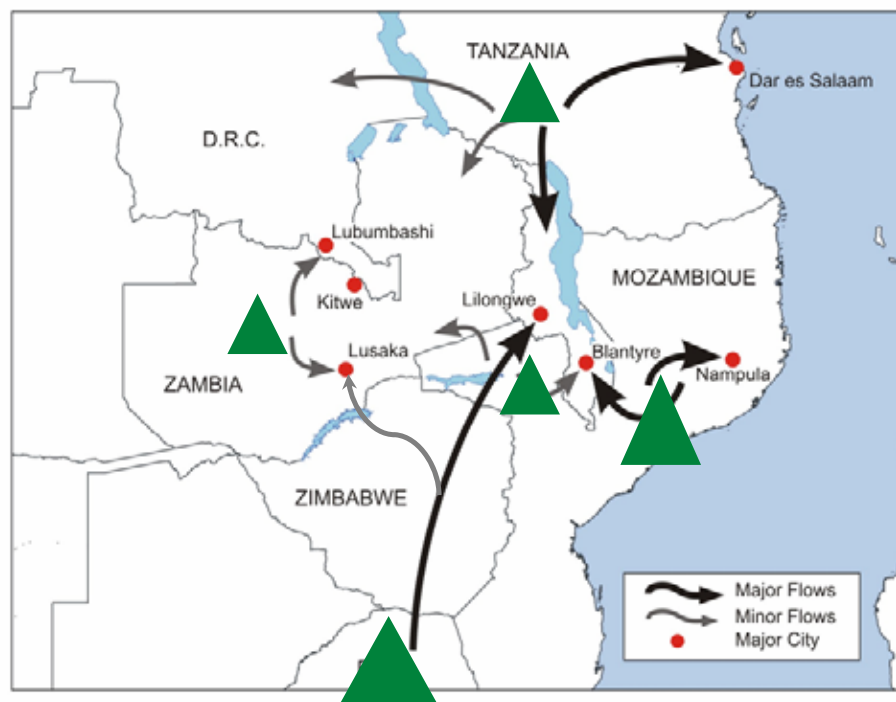 TANZANIA
Dar es Salaam
D.R.C.
Lubumbashi
MOZAMBIQUE
Kitwe
Lilongwe
Lusaka
Blantyre
Nampula
ZAMBIA
ZIMBABWE
Major Flows
Minor Flows
Major City